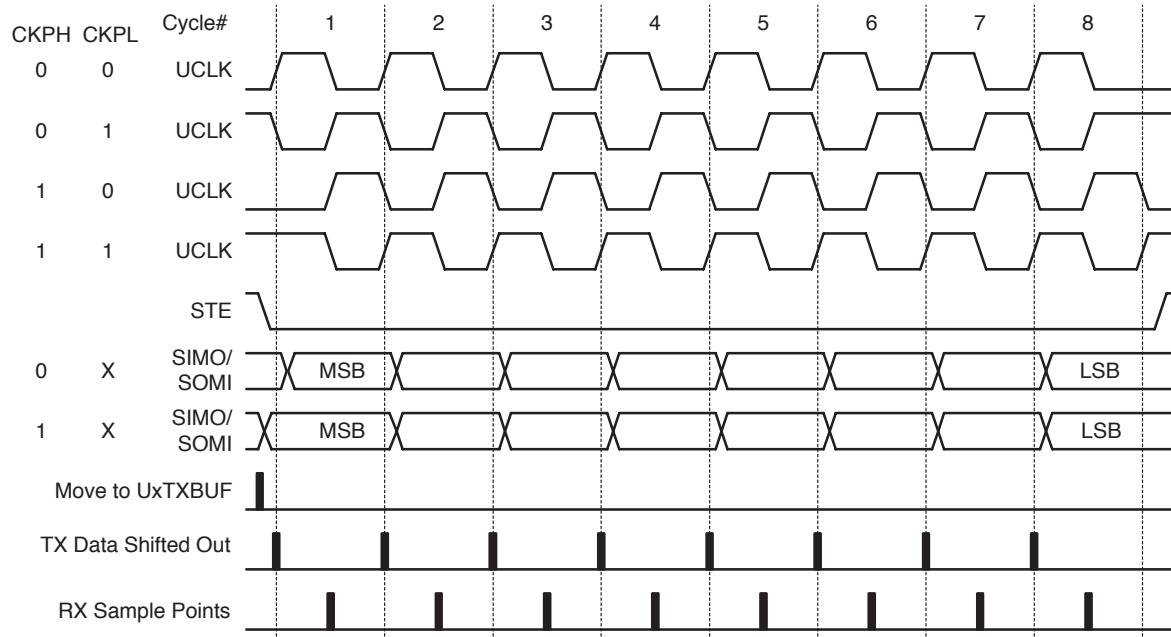 CKPH CKPL Cycle# 1 2 3 4 5 6 7 8
0 0 UCLK
0 1 UCLK
1 0 UCLK
1 1 UCLK
STE
0 X SIMO/ SOMI MSB LSB
1 X SIMO/ SOMI MSB LSB
Move to UxTXBUF
TX Data Shifted Out
RX Sample Points